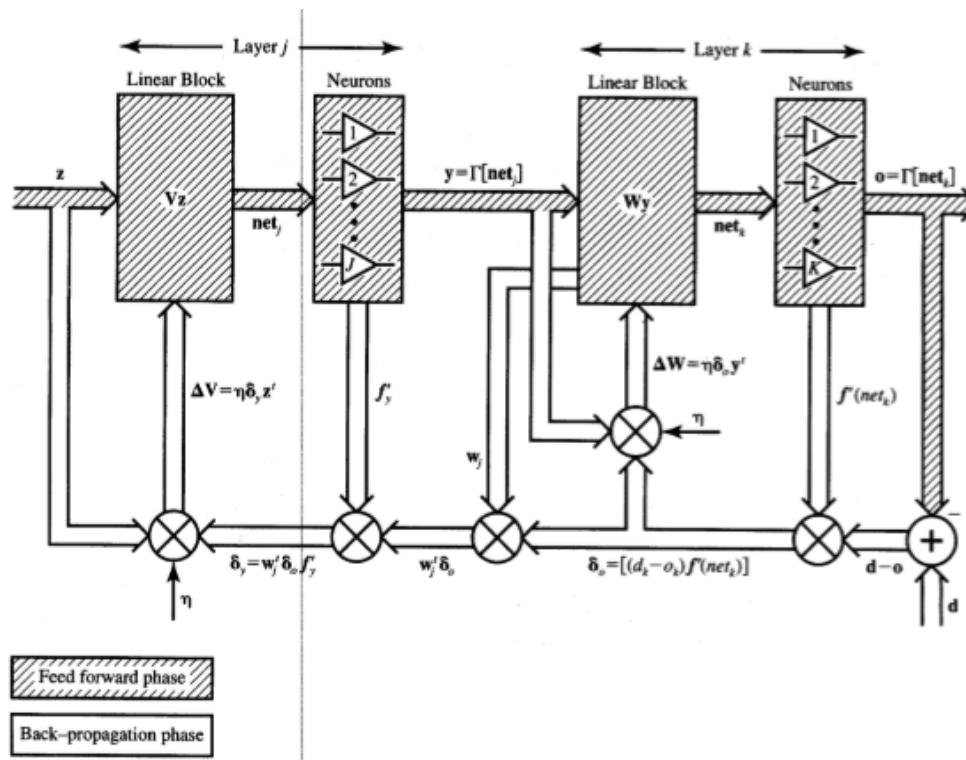 Layer j
Layer k
Linear Block
Neurons
Linear Block
Neurons
1
2
J
1
2
K
z
Vz
net_j
y=Γ[net_j]
Wy
net_k
o=Γ[net_k]
ΔV=ηδ_y z^t
f'_y
w_j
ΔW=ηδ_o y^t
η
f'(net_k)
−
+
δ_y=w_j^t δ_o f'_y
w_j^t δ_o
δ_o=[(d_k−o_k)f'(net_k)]
d−o
d
η
Feed forward phase
Back–propagation phase